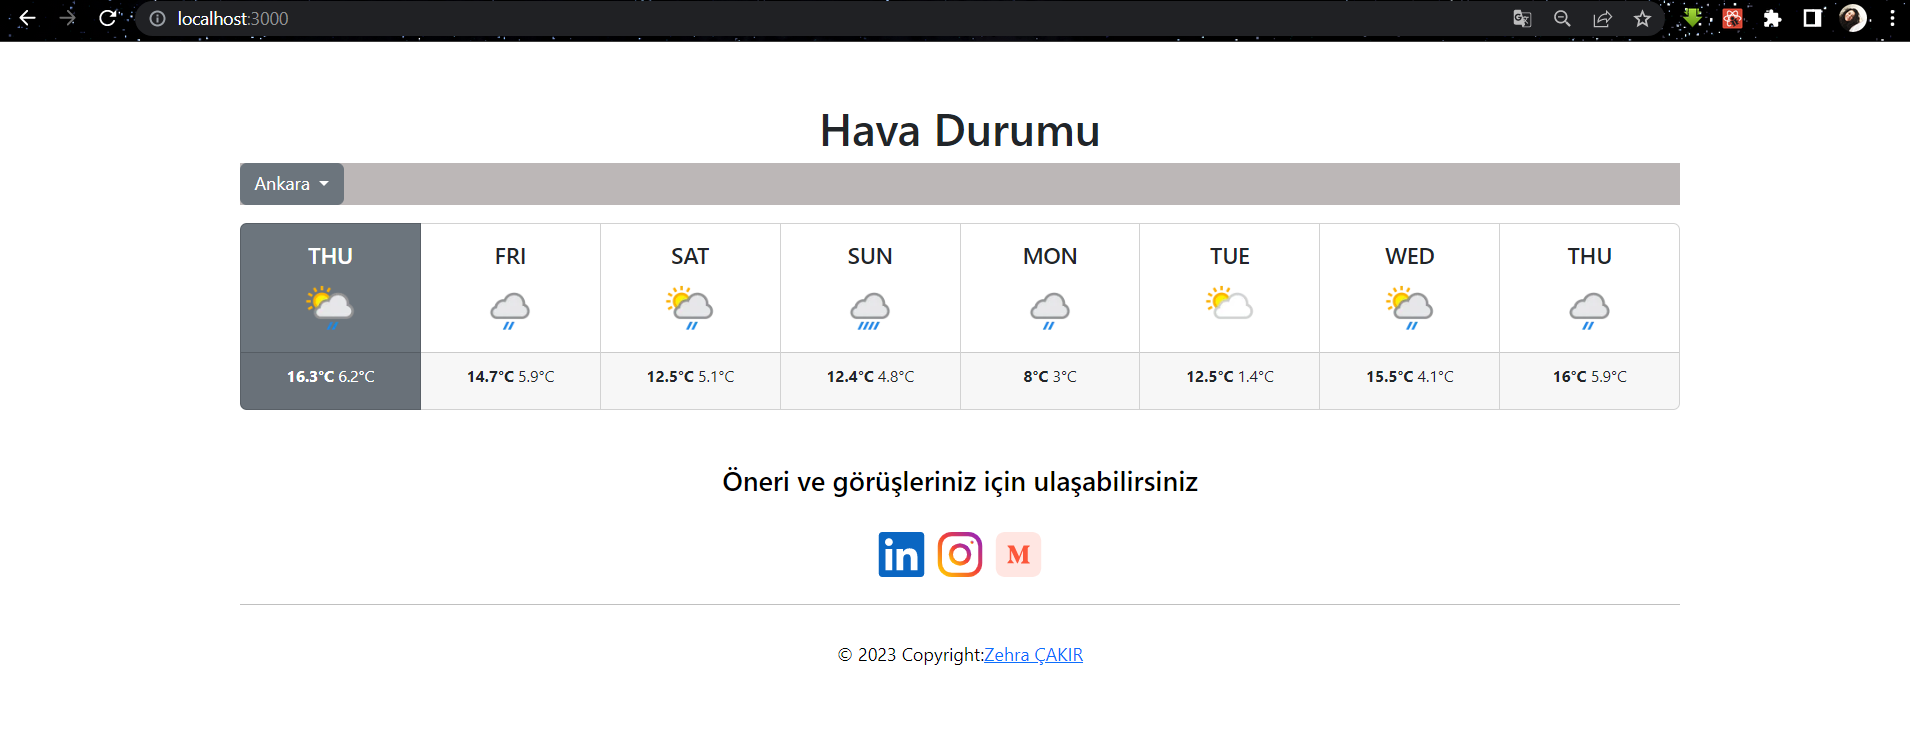 localhost:3000
Hava Durumu
Ankara
THU FRI SAT SUN MON TUE WED THU
16.3°C 6.2°C 14.7°C 5.9°C 12.5°C 5.1°C 12.4°C 4.8°C 8°C 3°C 12.5°C 1.4°C 15.5°C 4.1°C 16°C 5.9°C
Öneri ve görüşleriniz için ulaşabilirsiniz
in M
© 2023 Copyright:Zehra ÇAKIR